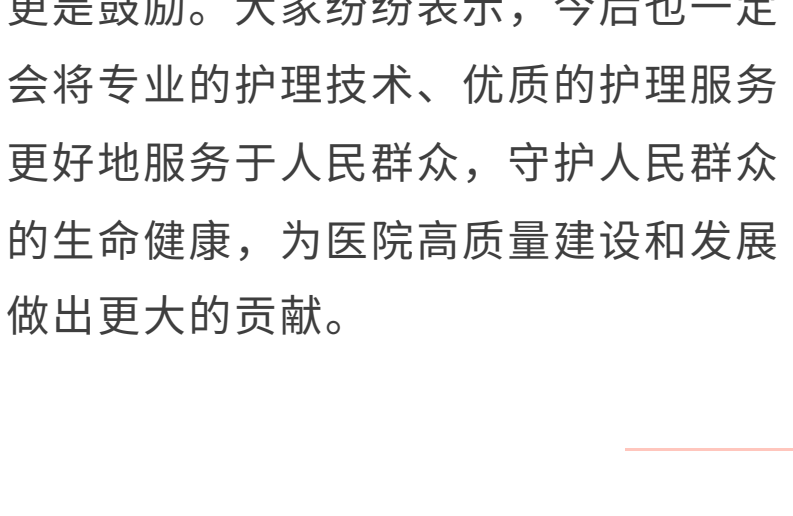 更是鼓励。大家纷纷表示，今后也一定
会将专业的护理技术、优质的护理服务
更好地服务于人民群众，守护人民群众
的生命健康，为医院高质量建设和发展
做出更大的贡献。